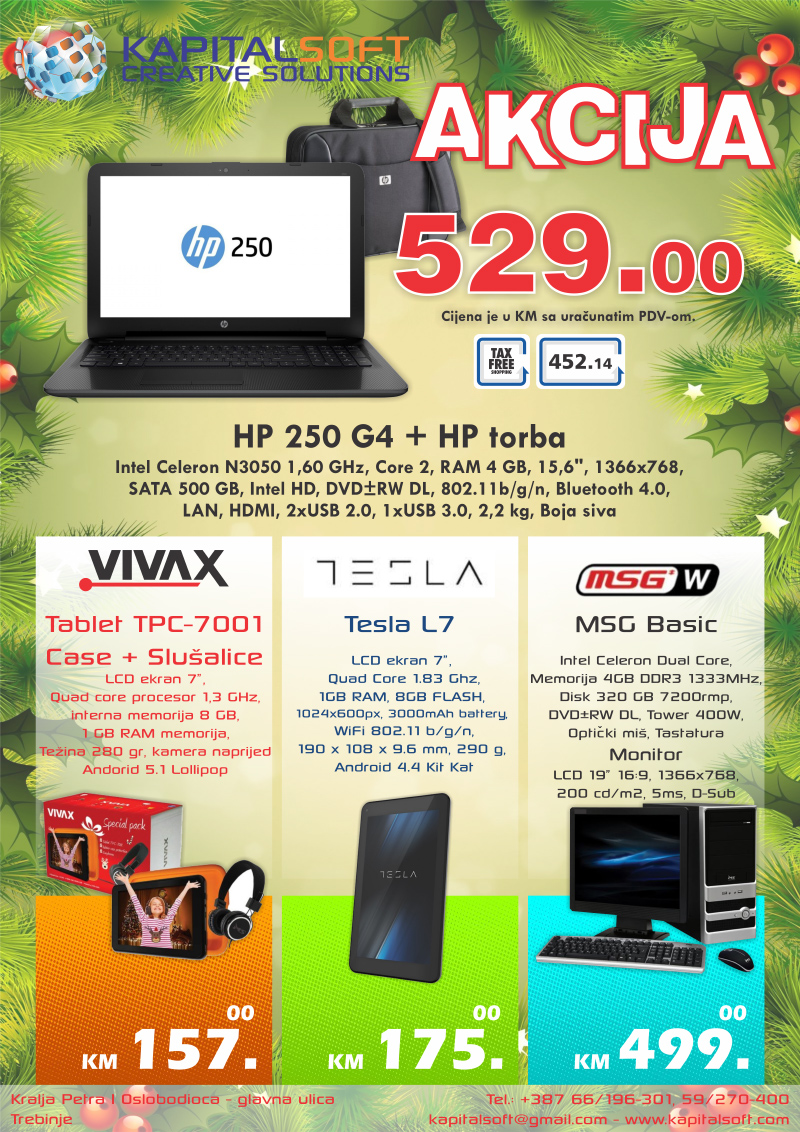 KAPITALSOFT
CREATIVE SOLUTIONS
AKCIJA
hp 250
529.00
Cijena je u KM sa uračunatim PDV-om.
TAX
FREE
SHOPPING
452.14
HP 250 G4 + HP torba
Intel Celeron N3050 1,60 GHz, Core 2, RAM 4 GB, 15,6", 1366x768,
SATA 500 GB, Intel HD, DVD±RW DL, 802.11b/g/n, Bluetooth 4.0,
LAN, HDMI, 2xUSB 2.0, 1xUSB 3.0, 2,2 kg, Boja siva
VIVAX
Tablet TPC-7001
Case + Slušalice
LCD ekran 7”,
Quad core procesor 1,3 GHz,
interna memorija 8 GB,
1 GB RAM memorija,
Težina 280 gr, kamera naprijed
Andorid 5.1 Lollipop
VIVAX
Special pack
KM 157.00
TESLA
Tesla L7
LCD ekran 7”,
Quad Core 1.83 Ghz,
1GB RAM, 8GB FLASH,
1024x600px, 3000mAh battery,
WiFi 802.11 b/g/n,
190 x 108 x 9.6 mm, 290 g,
Android 4.4 Kit Kat
TESLA
KM 175.00
MSG W
MSG Basic
Intel Celeron Dual Core,
Memorija 4GB DDR3 1333MHz,
Disk 320 GB 7200rmp,
DVD±RW DL, Tower 400W,
Optički miš, Tastatura
Monitor
LCD 19” 16:9, 1366x768,
200 cd/m2, 5ms, D-Sub
KM 499.00
Kralja Petra I Oslobodioca - glavna ulica
Trebinje
Tel.: +387 66/196-301, 59/270-400
kapitalsoft@gmail.com - www.kapitalsoft.com